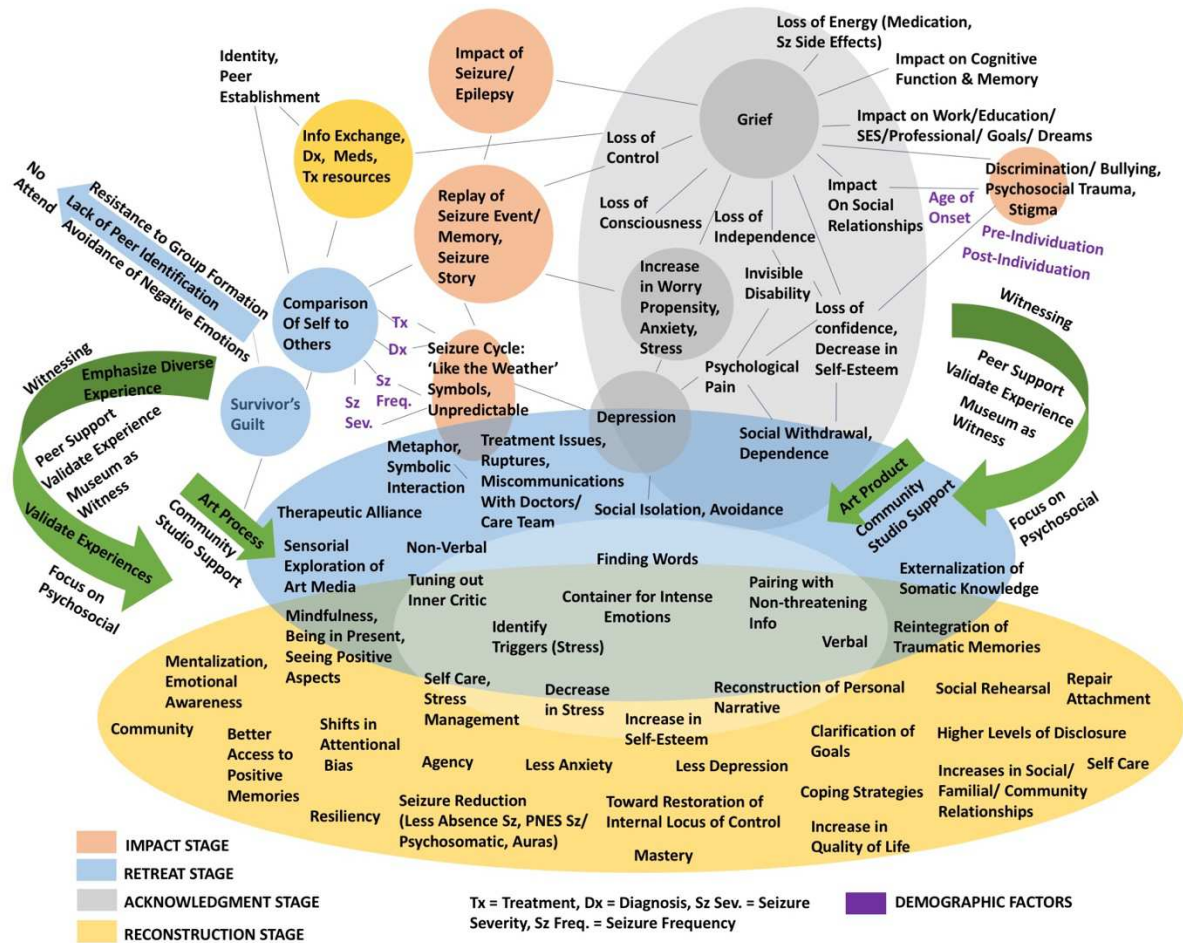 Identity,
Peer
Establishment
Impact of
Seizure/
Epilepsy
Loss of Energy (Medication,
Sz Side Effects)
Impact on Cognitive
Function & Memory
Grief
Impact on Work/Education/
SES/Professional/ Goals/ Dreams
Info Exchange,
Dx, Meds,
Tx resources
Loss of
Control
Discrimination/ Bullying,
Psychosocial Trauma,
Stigma
Age of
Onset
Pre-Individuation
Post-Individuation
Impact
On Social
Relationships
No
Attend
Resistance to Group Formation
Lack of Peer Identification
Avoidance of Negative Emotions
Replay of
Seizure Event/
Memory,
Seizure
Story
Loss of
Consciousness
Loss of
Independence
Increase
in Worry
Propensity,
Anxiety,
Stress
Invisible
Disability
Loss of
confidence,
Decrease in
Self-Esteem
Comparison
Of Self to
Others
Tx
Dx
Sz
Freq.
Sz
Sev.
Seizure Cycle:
‘Like the Weather’
Symbols,
Unpredictable
Psychological
Pain
Depression
Survivor’s
Guilt
Witnessing
Emphasize Diverse
Experience
Peer Support
Validate Experience
Museum as
Witness
Validate Experiences
Focus on
Psychosocial
Art Process
Community
Studio Support
Witnessing
Peer Support
Validate Experience
Museum as
Witness
Focus on
Psychosocial
Art Product
Community
Studio Support
Metaphor,
Symbolic
Interaction
Treatment Issues,
Ruptures,
Miscommunications
With Doctors/
Care Team
Social Withdrawal,
Dependence
Therapeutic Alliance
Social Isolation, Avoidance
Sensorial
Exploration of
Art Media
Non-Verbal
Finding Words
Tuning out
Inner Critic
Container for Intense
Emotions
Pairing with
Non-threatening
Info
Externalization of
Somatic Knowledge
Mindfulness,
Being in Present,
Seeing Positive
Aspects
Identify
Triggers (Stress)
Verbal
Reintegration of
Traumatic Memories
Mentalization,
Emotional
Awareness
Self Care,
Stress
Management
Decrease
in Stress
Reconstruction of Personal
Narrative
Social Rehearsal
Repair
Attachment
Community
Better
Access to
Positive
Memories
Shifts in
Attentional
Bias
Increase in
Self-Esteem
Clarification of
Goals
Higher Levels of Disclosure
Agency
Less Anxiety
Less Depression
Self Care
Resiliency
Seizure Reduction
(Less Absence Sz, PNES Sz/
Psychosomatic, Auras)
Toward Restoration of
Internal Locus of Control
Coping Strategies
Increases in Social/
Familial/ Community
Relationships
Mastery
Increase in
Quality of Life
IMPACT STAGE
RETREAT STAGE
ACKNOWLEDGMENT STAGE
RECONSTRUCTION STAGE
Tx = Treatment, Dx = Diagnosis, Sz Sev. = Seizure
Severity, Sz Freq. = Seizure Frequency
DEMOGRAPHIC FACTORS